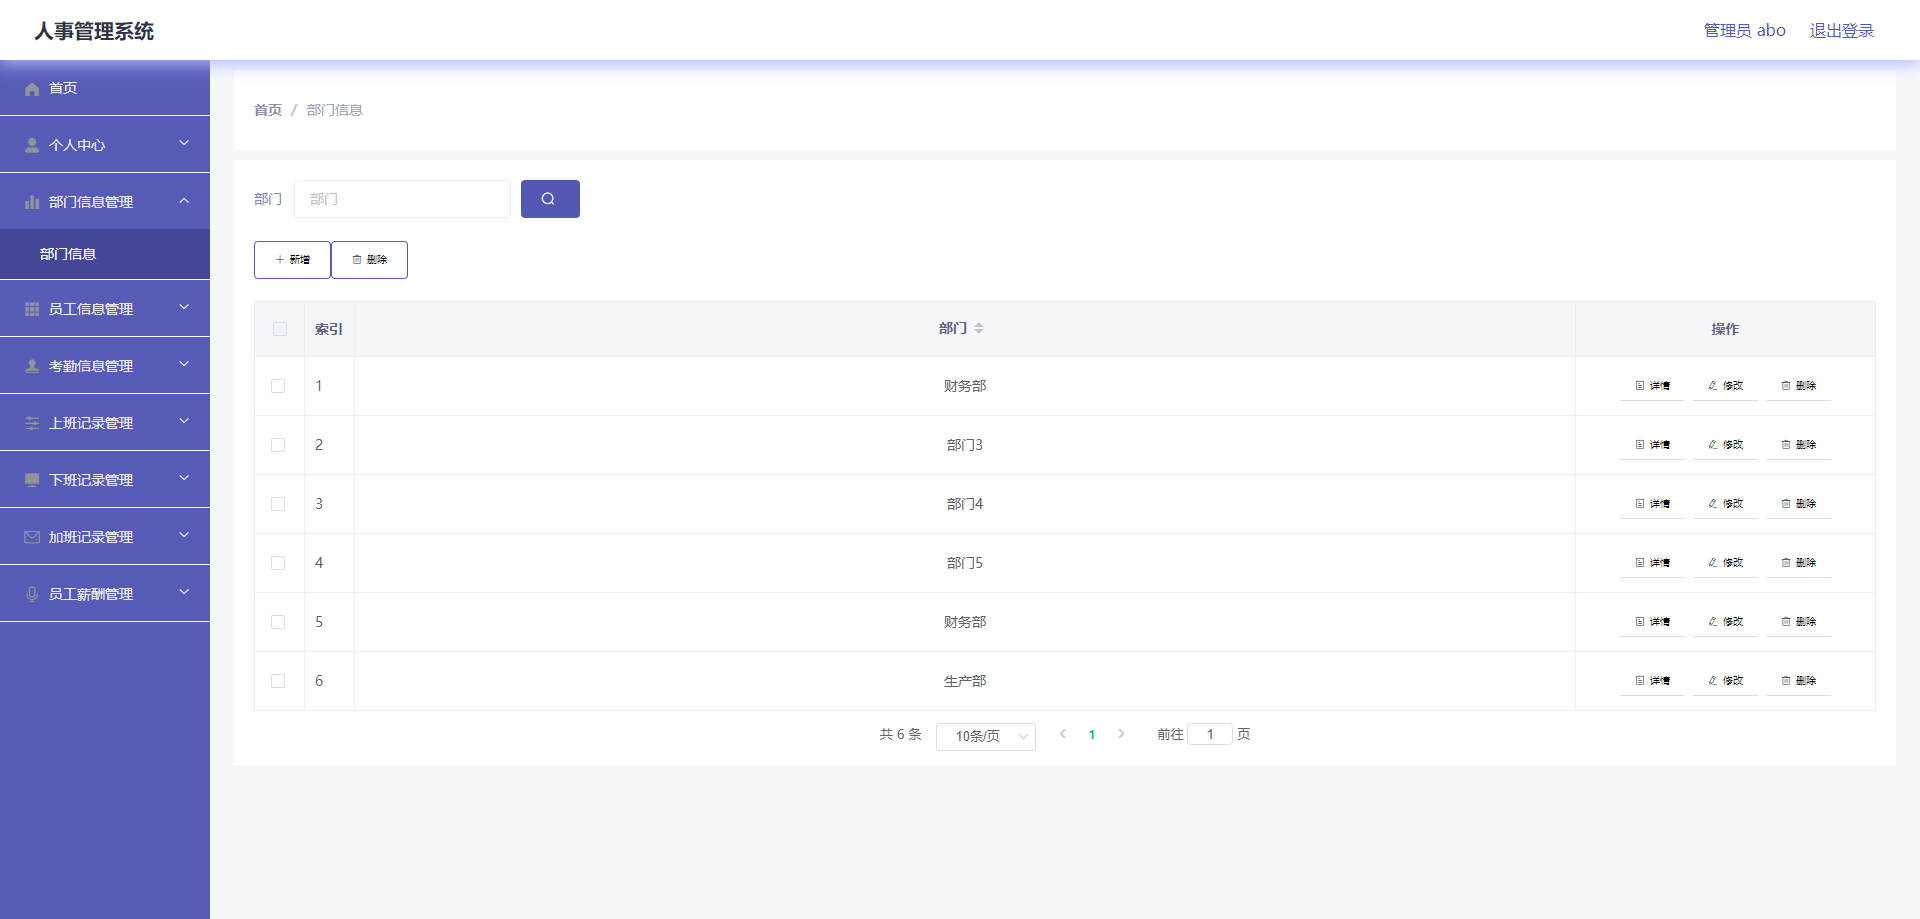 人事管理系统
管理员 abo 退出登录
首页
个人中心
部门信息管理
部门信息
员工信息管理
考勤信息管理
上班记录管理
下班记录管理
加班记录管理
员工薪酬管理
首页 / 部门信息
部门 部门
新增 删除
索引 部门 操作
1 财务部 详情 修改 删除
2 部门3 详情 修改 删除
3 部门4 详情 修改 删除
4 部门5 详情 修改 删除
5 财务部 详情 修改 删除
6 生产部 详情 修改 删除
共 6 条 10条/页 1 前往 1 页